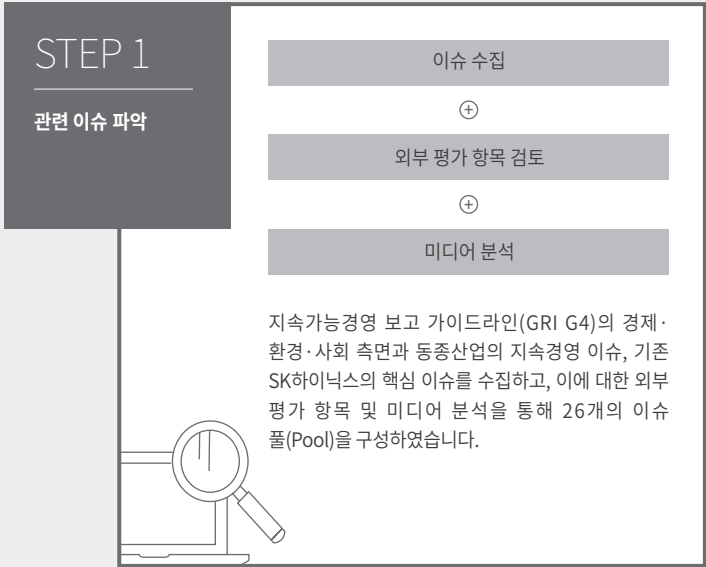 STEP 1
관련 이슈 파악
이슈 수집
외부 평가 항목 검토
미디어 분석
지속가능경영 보고 가이드라인(GRI G4)의 경제·
환경·사회 측면과 동종산업의 지속경영 이슈, 기존
SK하이닉스의 핵심 이슈를 수집하고, 이에 대한 외부
평가 항목 및 미디어 분석을 통해 26개의 이슈
풀(Pool)을 구성하였습니다.